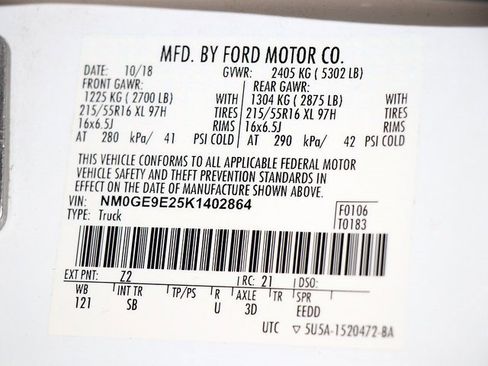 MFD. BY FORD MOTOR CO.
DATE: 10/18 GVWR: 2405 KG ( 5302 LB)
FRONT GAWR: REAR GAWR:
1225 KG ( 2700 LB) WITH 1304 KG ( 2875 LB) WITH
215/55R16 XL 97H TIRES 215/55R16 XL 97H TIRES
16x6.5J RIMS 16x6.5J RIMS
AT 280 kPa/ 41 PSI COLD AT 290 kPa/ 42 PSI COLD
THIS VEHICLE CONFORMS TO ALL APPLICABLE FEDERAL MOTOR
VEHICLE SAFETY AND THEFT PREVENTION STANDARDS IN
EFFECT ON THE DATE OF MANUFACTURE SHOWN ABOVE.
VIN: NM0GE9E25K1402864
TYPE: Truck
F0106
T0183
EXT PNT: Z2 RC: 21 DSO:
WB INT TR TP/PS R AXLE TR SPR
121 SB U 3D EEDD
UTC ▽ 5U5A-1520472-BA